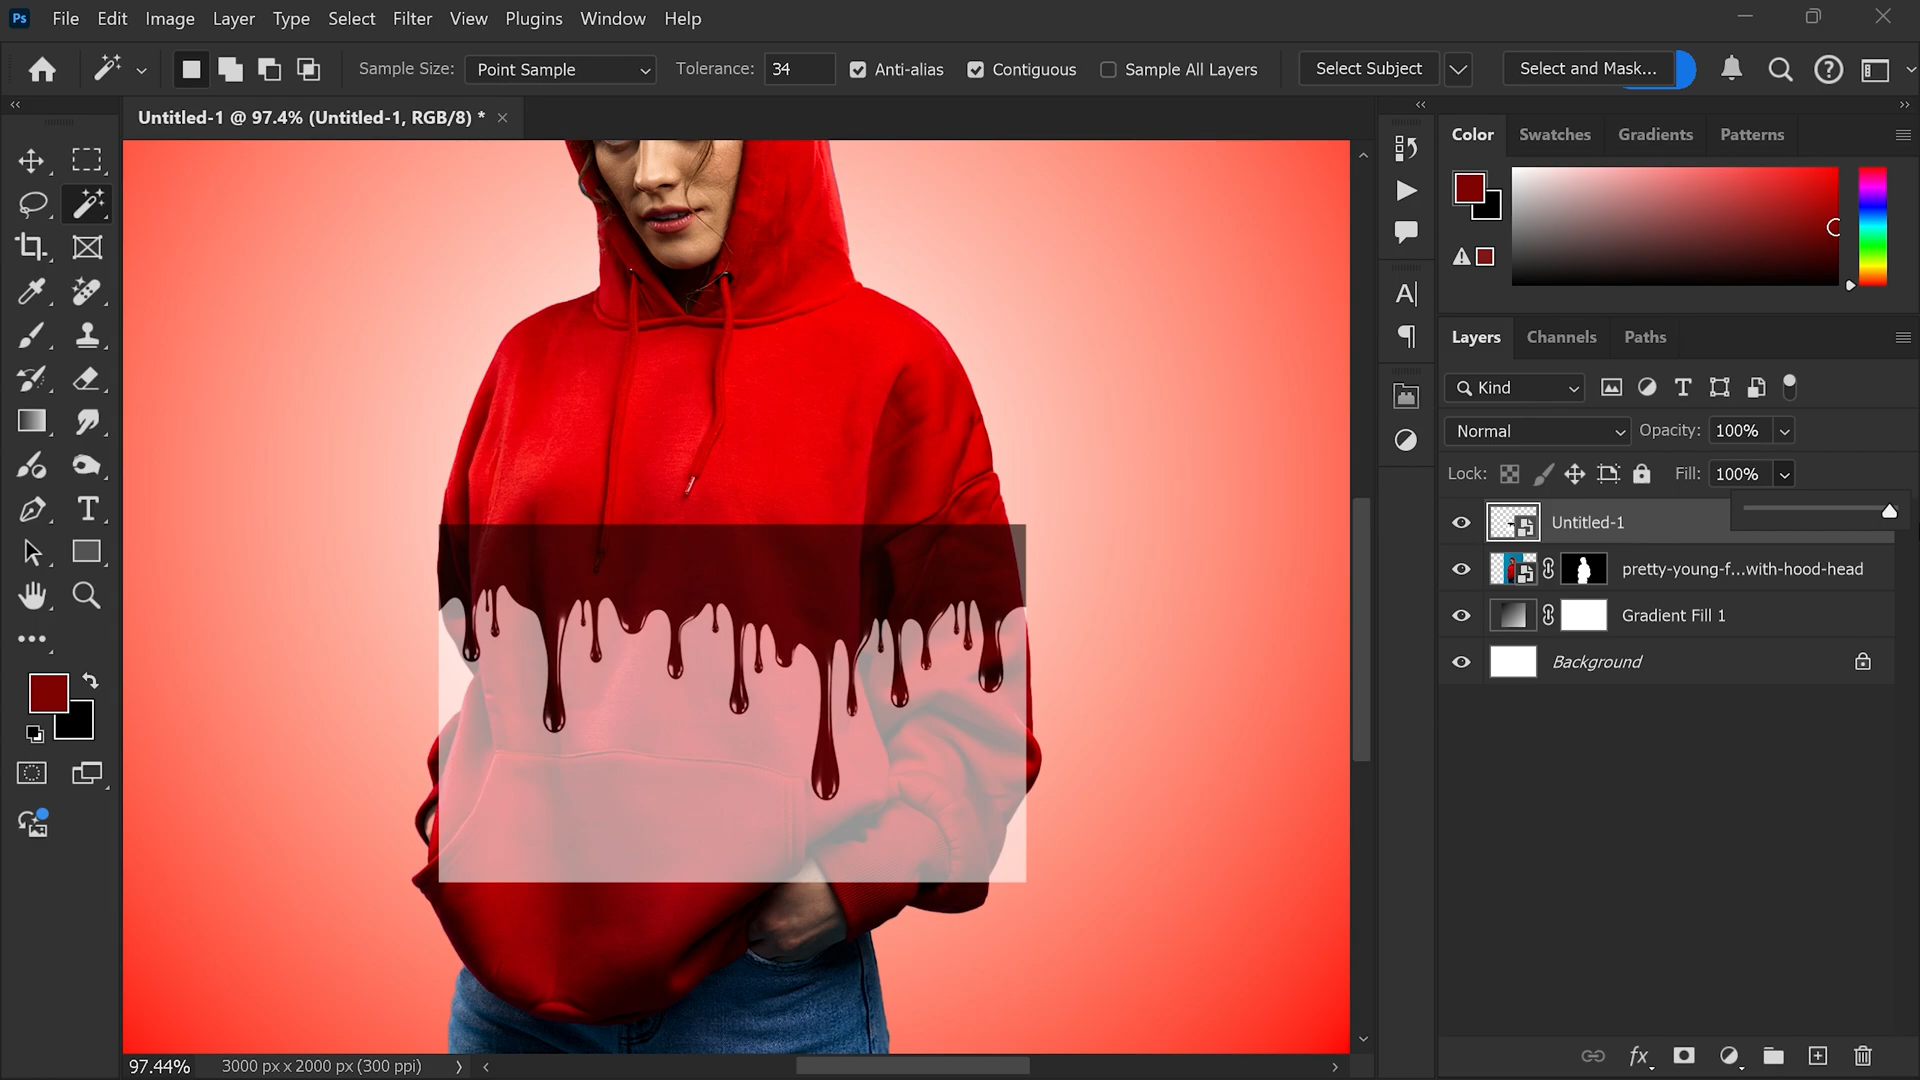 Ps File Edit Image Layer Type Select Filter View Plugins Window Help
Sample Size: Point Sample Tolerance: 34 Anti-alias Contiguous Sample All Layers Select Subject Select and Mask...
Untitled-1 @ 97.4% (Untitled-1, RGB/8) *
Color Swatches Gradients Patterns
Layers Channels Paths
Kind
Normal Opacity: 100%
Lock: Fill: 100%
Untitled-1
pretty-young-f...with-hood-head
Gradient Fill 1
Background
fx
97.44% 3000 px x 2000 px (300 ppi)